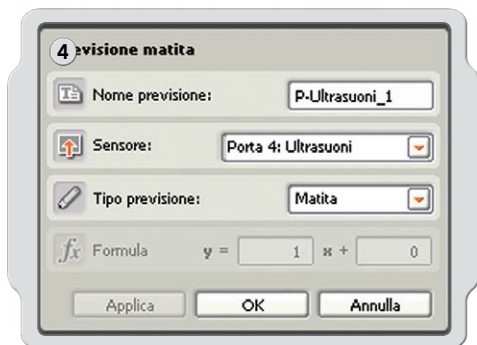 4 evisione matita
Nome previsione: P-Ultrasuoni_1
Sensore: Porta 4: Ultrasuoni
Tipo previsione: Matita
fx Formula y = 1 x + 0
Applica OK Annulla